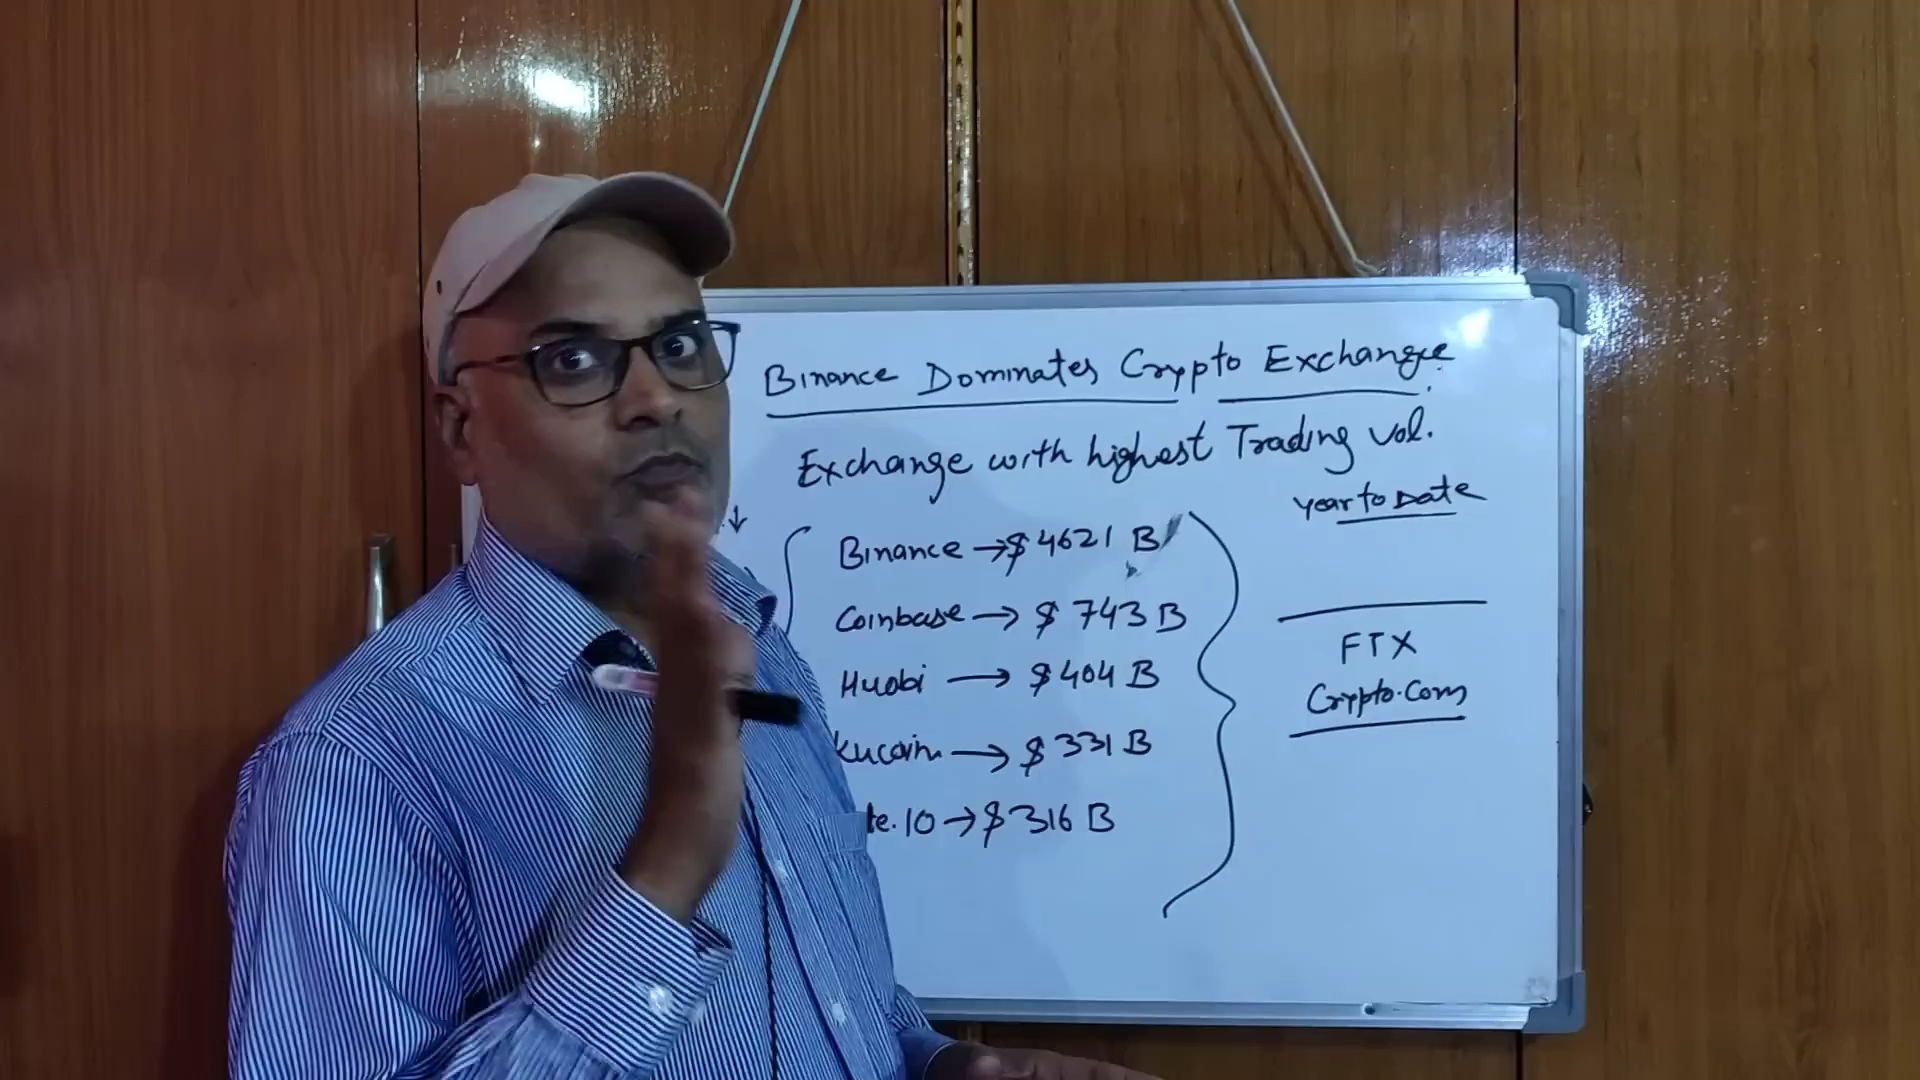 Binance Dominates Crypto Exchange.
Exchange with highest Trading vol.
Year to Date
Binance → $ 4621 B
Coinbase → $ 743 B
Huobi → $ 404 B
Kucoin → $ 331 B
te.io → $ 316 B
FTX
Crypto.Com